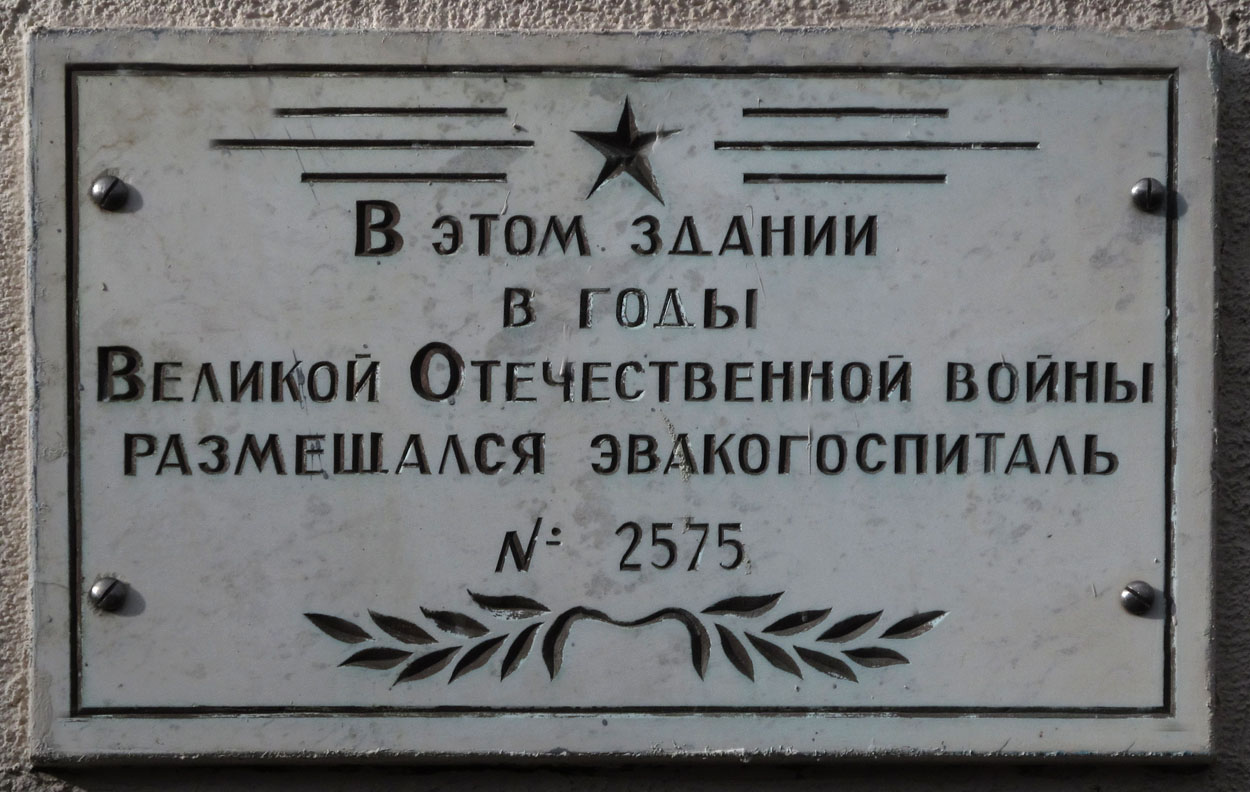 В ЭТОМ ЗДАНИИ
В ГОДЫ
ВЕЛИКОЙ ОТЕЧЕСТВЕННОЙ ВОЙНЫ
РАЗМЕЩАЛСЯ ЭВАКОГОСПИТАЛЬ
№ 2575